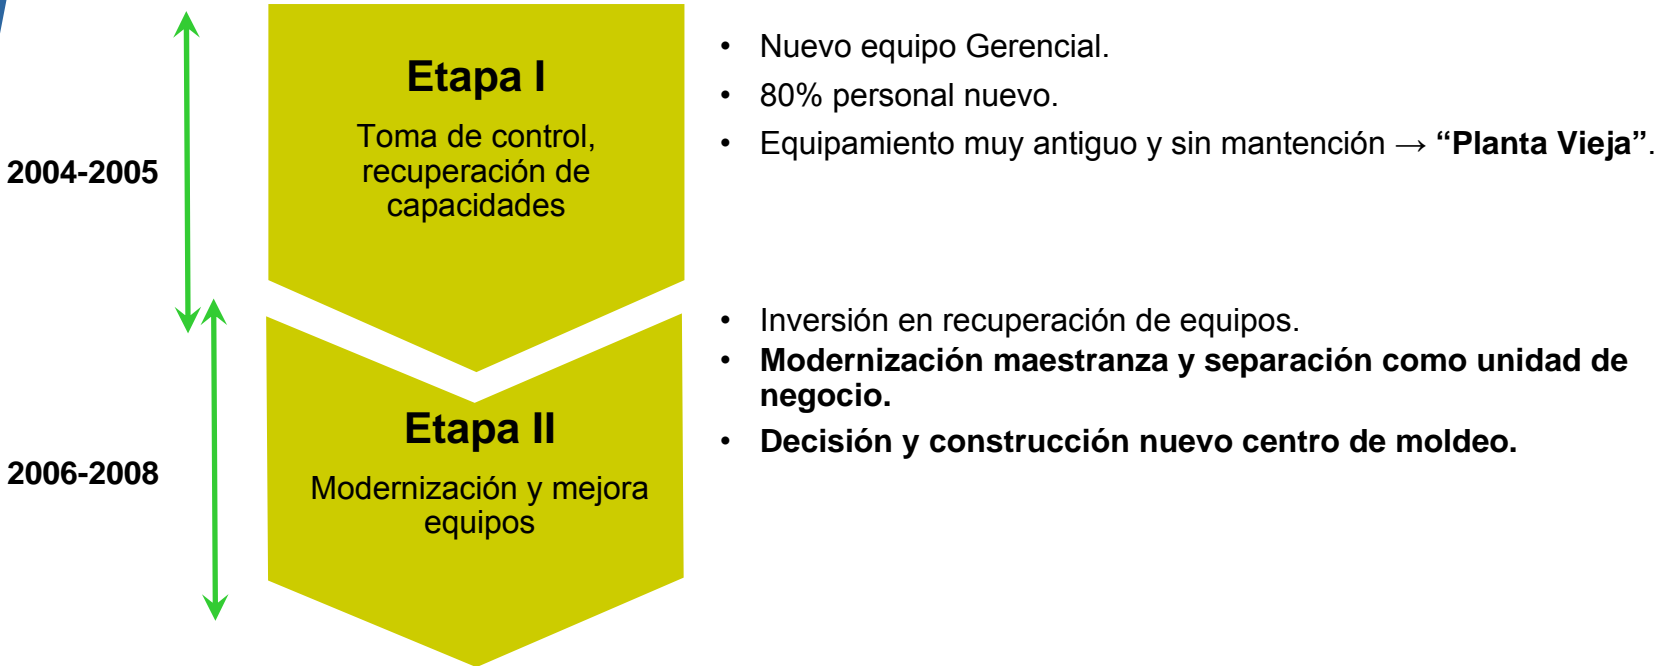 2004-2005
Etapa I
Toma de control,
recuperación de
capacidades
• Nuevo equipo Gerencial.
• 80% personal nuevo.
• Equipamiento muy antiguo y sin mantención → “Planta Vieja”.
2006-2008
Etapa II
Modernización y mejora
equipos
• Inversión en recuperación de equipos.
• Modernización maestranza y separación como unidad de
negocio.
• Decisión y construcción nuevo centro de moldeo.